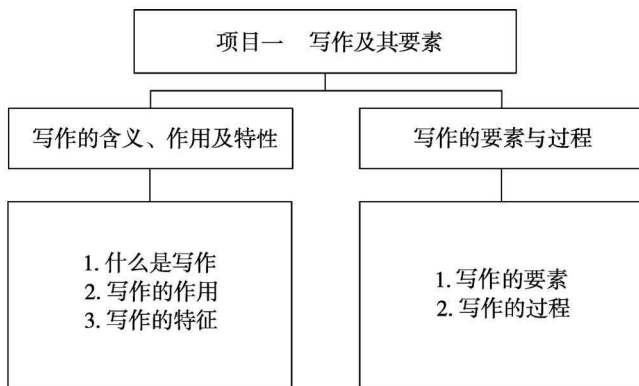 项目一 写作及其要素
写作的含义、作用及特性
写作的要素与过程
1. 什么是写作
2. 写作的作用
3. 写作的特征
1. 写作的要素
2. 写作的过程